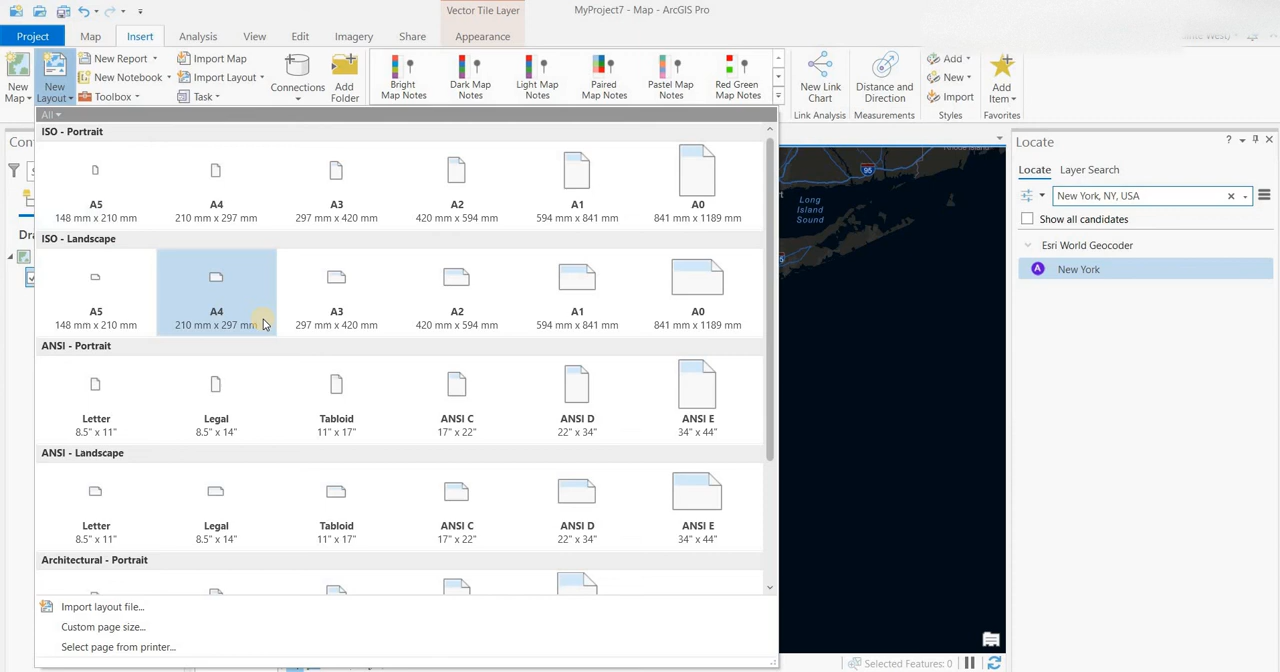 Vector Tile Layer
MyProject7 - Map - ArcGIS Pro
Project
Map
Insert
Analysis
View
Edit
Imagery
Share
Appearance
New Map
New Layout
New Report
New Notebook
Toolbox
Import Map
Import Layout
Task
Connections
Add Folder
Bright Map Notes
Dark Map Notes
Light Map Notes
Paired Map Notes
Pastel Map Notes
Red Green Map Notes
New Link Chart
Link Analysis
Distance and Direction
Measurements
Add
New
Import
Styles
Add Item
Favorites
All
ISO - Portrait
A5 A4 A3 A2 A1 A0
148 mm x 210 mm 210 mm x 297 mm 297 mm x 420 mm 420 mm x 594 mm 594 mm x 841 mm 841 mm x 1189 mm
ISO - Landscape
A5 A4 A3 A2 A1 A0
148 mm x 210 mm 210 mm x 297 mm 297 mm x 420 mm 420 mm x 594 mm 594 mm x 841 mm 841 mm x 1189 mm
ANSI - Portrait
Letter Legal Tabloid ANSI C ANSI D ANSI E
8.5" x 11" 8.5" x 14" 11" x 17" 17" x 22" 22" x 34" 34" x 44"
ANSI - Landscape
Letter Legal Tabloid ANSI C ANSI D ANSI E
8.5" x 11" 8.5" x 14" 11" x 17" 17" x 22" 22" x 34" 34" x 44"
Architectural - Portrait
Import layout file...
Custom page size...
Select page from printer...
95
Long
Island
Sound
Selected Features: 0
Locate
Locate Layer Search
New York, NY, USA
Show all candidates
Esri World Geocoder
A New York